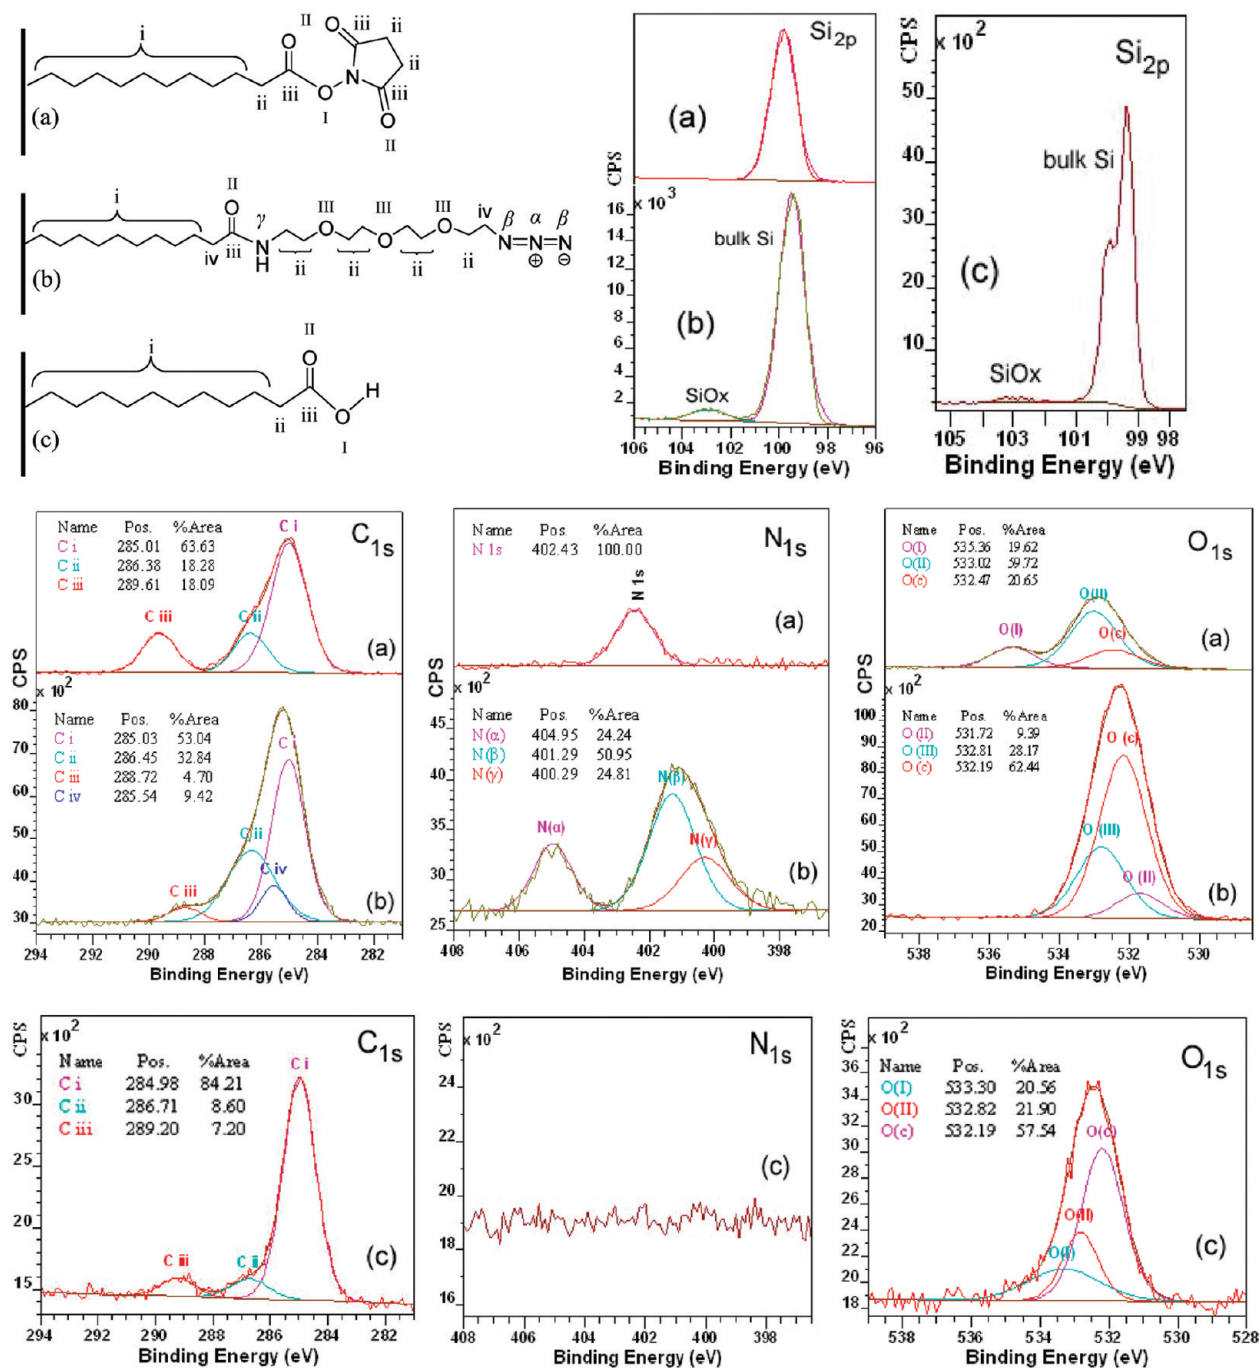 i
II
O
iii
O
ii
ii
N
O
ii
iii
I
iii
O
II
(a)
i
II
O
γ
N
H
iv
iii
ii
III
O
ii
III
O
ii
III
O
ii
iv
β
α
β
N=N=N
⊕
⊖
(b)
i
II
O
H
O
ii
iii
I
(c)
Si2p
(a)
CPS
x 10 3
16
14
12
10
8
6
4
2
bulk Si
(b)
SiOx
106 104 102 100 98 96
Binding Energy (eV)
CPS
x 10 2
Si2p
50
40
30
20
10
bulk Si
(c)
SiOx
105 103 101 99 98
Binding Energy (eV)
Name Pos. %Area
C i 285.01 63.63
C ii 286.38 18.28
C iii 289.61 18.09
C i
C1s
C iii
C ii
(a)
CPS
x 10 2
Name Pos. %Area
C i 285.03 53.04
C ii 286.45 32.84
C iii 288.72 4.70
C iv 285.54 9.42
80
70
60
50
40
30
C i
C ii
C iv
C iii
(b)
294 292 290 288 286 284 282
Binding Energy (eV)
Name Pos. %Area
N 1s 402.43 100.00
N1s
N 1s
(a)
CPS
x 10 2
Name Pos. %Area
N(α) 404.95 24.24
N(β) 401.29 50.95
N(γ) 400.29 24.81
45
40
35
30
25
N(β)
N(α)
N(γ)
(b)
408 406 404 402 400 398
Binding Energy (eV)
Name Pos. %Area
O(I) 535.36 19.62
O(II) 533.02 59.72
O(c) 532.47 20.65
O1s
O(II)
O(I)
O(c)
(a)
CPS
x 10 2
Name Pos. %Area
O (II) 531.72 9.39
O (III) 532.81 28.17
O (c) 532.19 62.44
100
90
80
70
60
50
40
30
20
O (c)
O (III)
O (II)
(b)
538 536 534 532 530
Binding Energy (eV)
CPS
x 10 2
C1s
Name Pos. %Area
C i 284.98 84.21
C ii 286.71 8.60
C iii 289.20 7.20
C i
30
25
20
15
C iii
C ii
(c)
294 292 290 288 286 284 282
Binding Energy (eV)
CPS
x 10 2
N1s
24
22
20
18
16
(c)
408 406 404 402 400 398
Binding Energy (eV)
CPS
x 10 2
O1s
Name Pos. %Area
O(I) 533.30 20.56
O(II) 532.82 21.90
O(c) 532.19 57.54
36
34
32
30
28
26
24
22
20
18
O(c)
O(II)
O(I)
(c)
538 536 534 532 530 528
Binding Energy (eV)